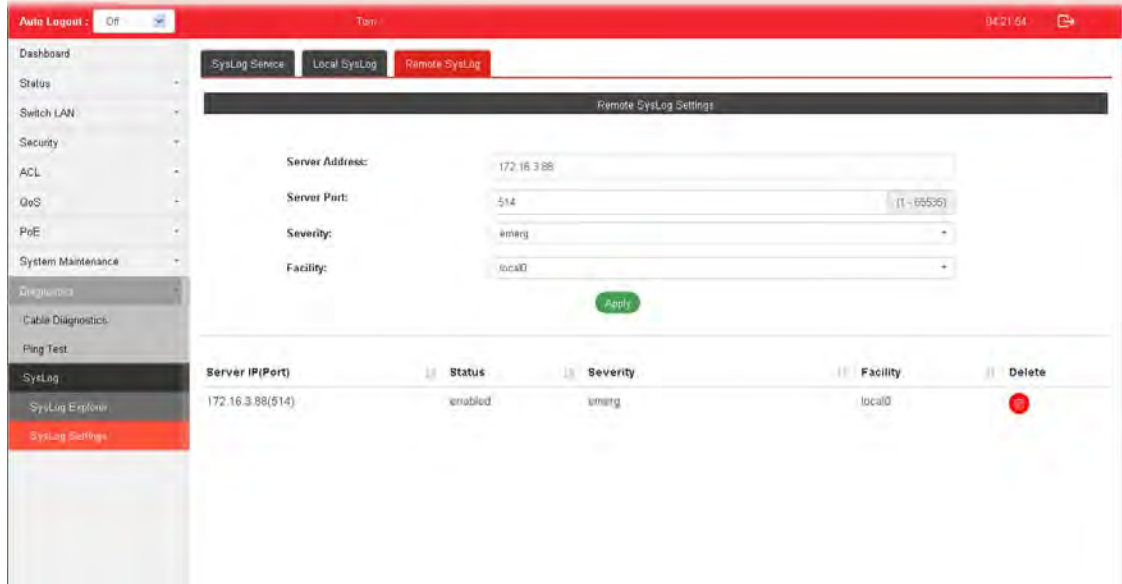 Auto Logout : Off Tom 04:21:54
Dashboard
Status
Switch LAN
Security
ACL
QoS
PoE
System Maintenance
Diagnostics
Cable Diagnostics
Ping Test
SysLog
SysLog Explorer
SysLog Settings
SysLog Service Local SysLog Remote SysLog
Remote SysLog Settings
Server Address: 172.16.3.88
Server Port: 514 (1 - 65535)
Severity: emerg
Facility: local0
Apply
Server IP(Port) Status Severity Facility Delete
172.16.3.88(514) enabled emerg local0